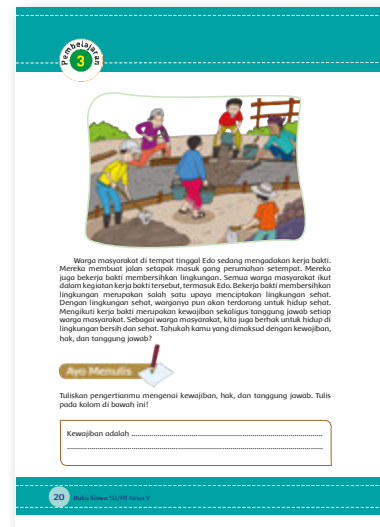 Pembelajaran
3
Warga masyarakat di tempat tinggal Edo sedang mengadakan kerja bakti.
Mereka membuat jalan setapak masuk gang perumahan setempat. Mereka
juga bekerja bakti membersihkan lingkungan. Semua warga masyarakat ikut
dalam kegiatan kerja bakti tersebut, termasuk Edo. Bekerja bakti membersihkan
lingkungan merupakan salah satu upaya menciptakan lingkungan sehat.
Dengan lingkungan sehat, warganya pun akan terdorong untuk hidup sehat.
Mengikuti kerja bakti merupakan kewajiban sekaligus tanggung jawab setiap
warga masyarakat. Sebagai warga masyarakat, kita juga berhak untuk hidup di
lingkungan bersih dan sehat. Tahukah kamu yang dimaksud dengan kewajiban,
hak, dan tanggung jawab?
Ayo Menulis
Tuliskan pengertianmu mengenai kewajiban, hak, dan tanggung jawab. Tulis
pada kolom di bawah ini!
Kewajiban adalah
20 Buku Siswa SD/MI Kelas V